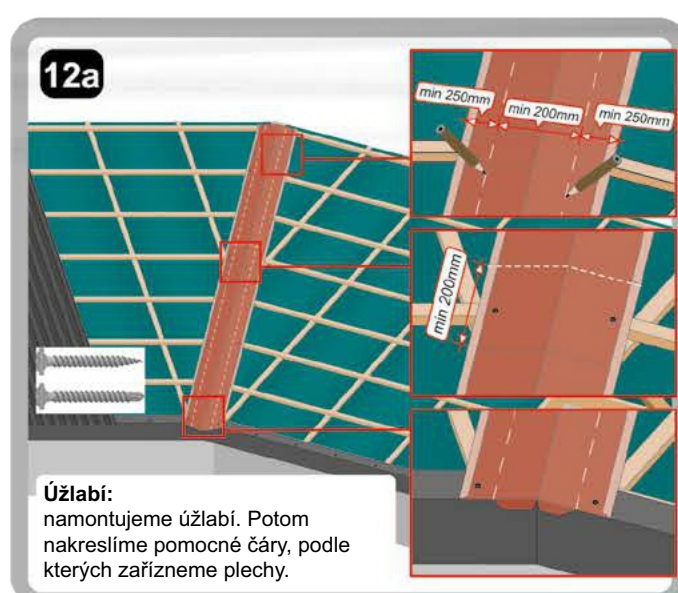 12a
min 250mm
min 200mm
min 250mm
min 200mm
Úžlabí:
namontujeme úžlabí. Potom
nakreslíme pomocné čáry, podle
kterých zařízneme plechy.